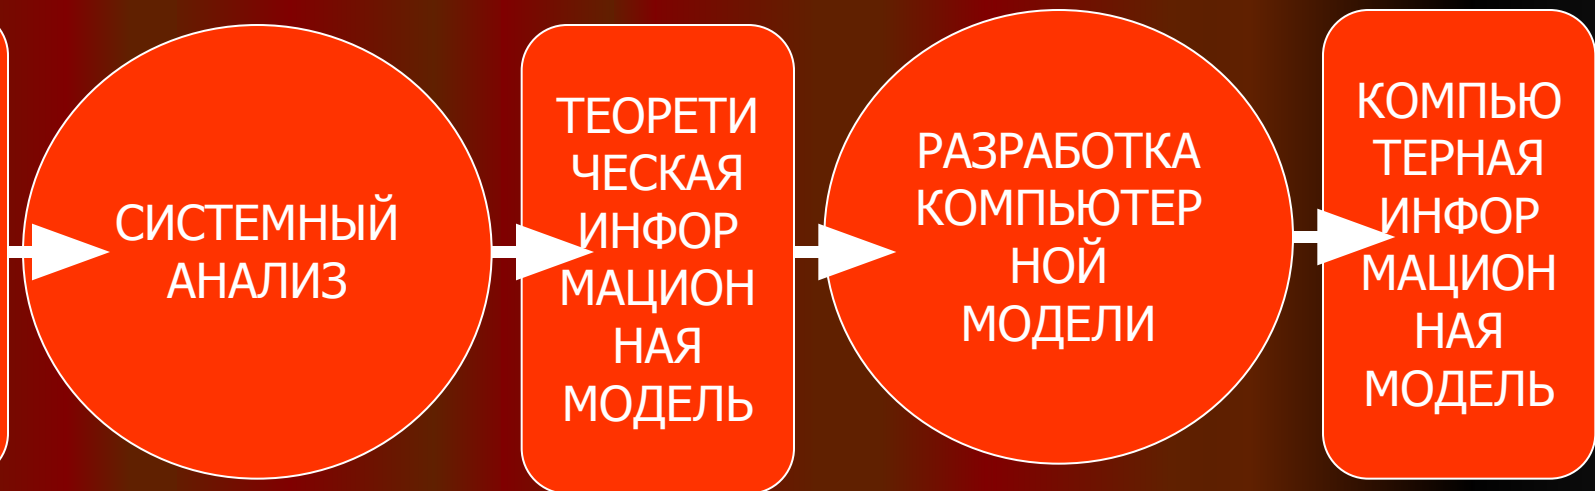 СИСТЕМНЫЙ
АНАЛИЗ
ТЕОРЕТИ
ЧЕСКАЯ
ИНФОР
МАЦИОН
НАЯ
МОДЕЛЬ
РАЗРАБОТКА
КОМПЬЮТЕР
НОЙ
МОДЕЛИ
КОМПЬЮ
ТЕРНАЯ
ИНФОР
МАЦИОН
НАЯ
МОДЕЛЬ